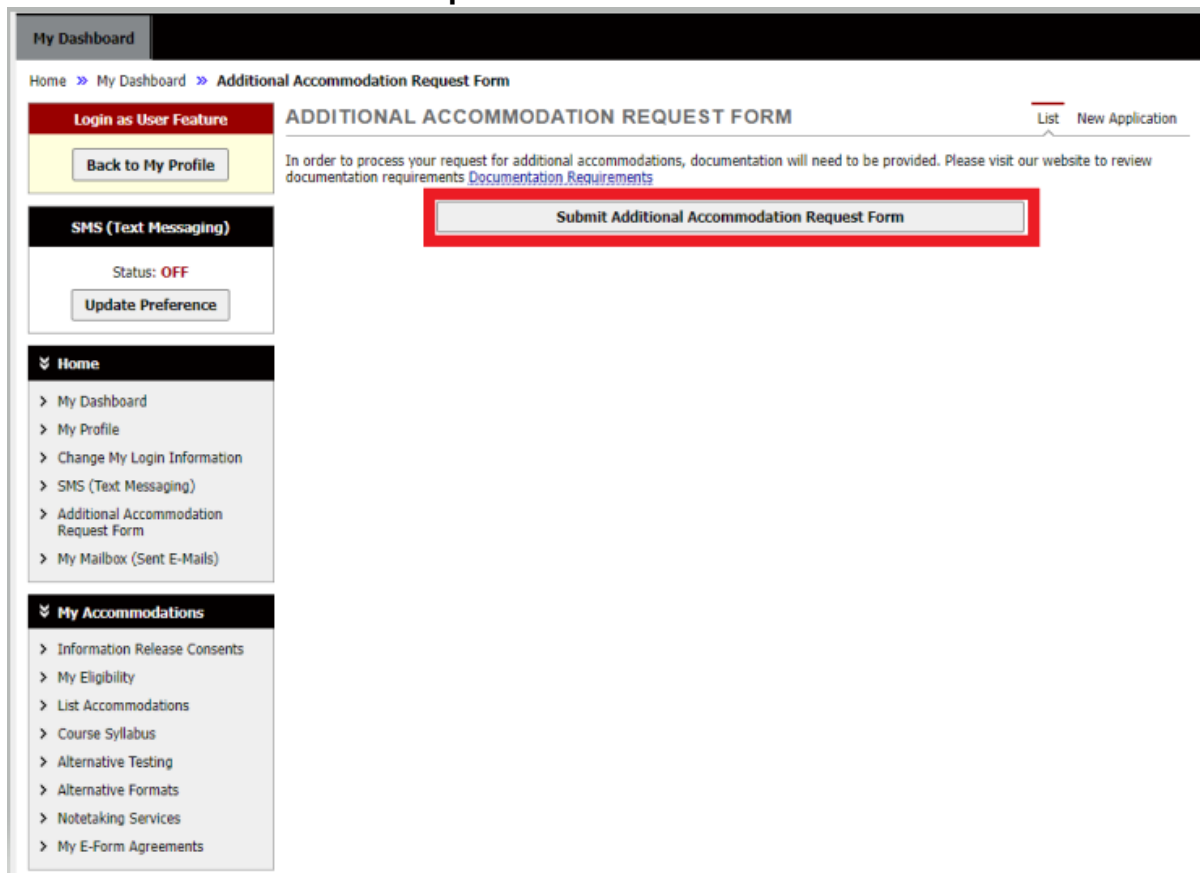 My Dashboard
Home » My Dashboard » Additional Accommodation Request Form
Login as User Feature
Back to My Profile
SMS (Text Messaging)
Status: OFF
Update Preference
Home
My Dashboard
My Profile
Change My Login Information
SMS (Text Messaging)
Additional Accommodation
Request Form
My Mailbox (Sent E-Mails)
My Accommodations
Information Release Consents
My Eligibility
List Accommodations
Course Syllabus
Alternative Testing
Alternative Formats
Notetaking Services
My E-Form Agreements
ADDITIONAL ACCOMMODATION REQUEST FORM
List New Application
In order to process your request for additional accommodations, documentation will need to be provided. Please visit our website to review
documentation requirements Documentation Requirements
Submit Additional Accommodation Request Form